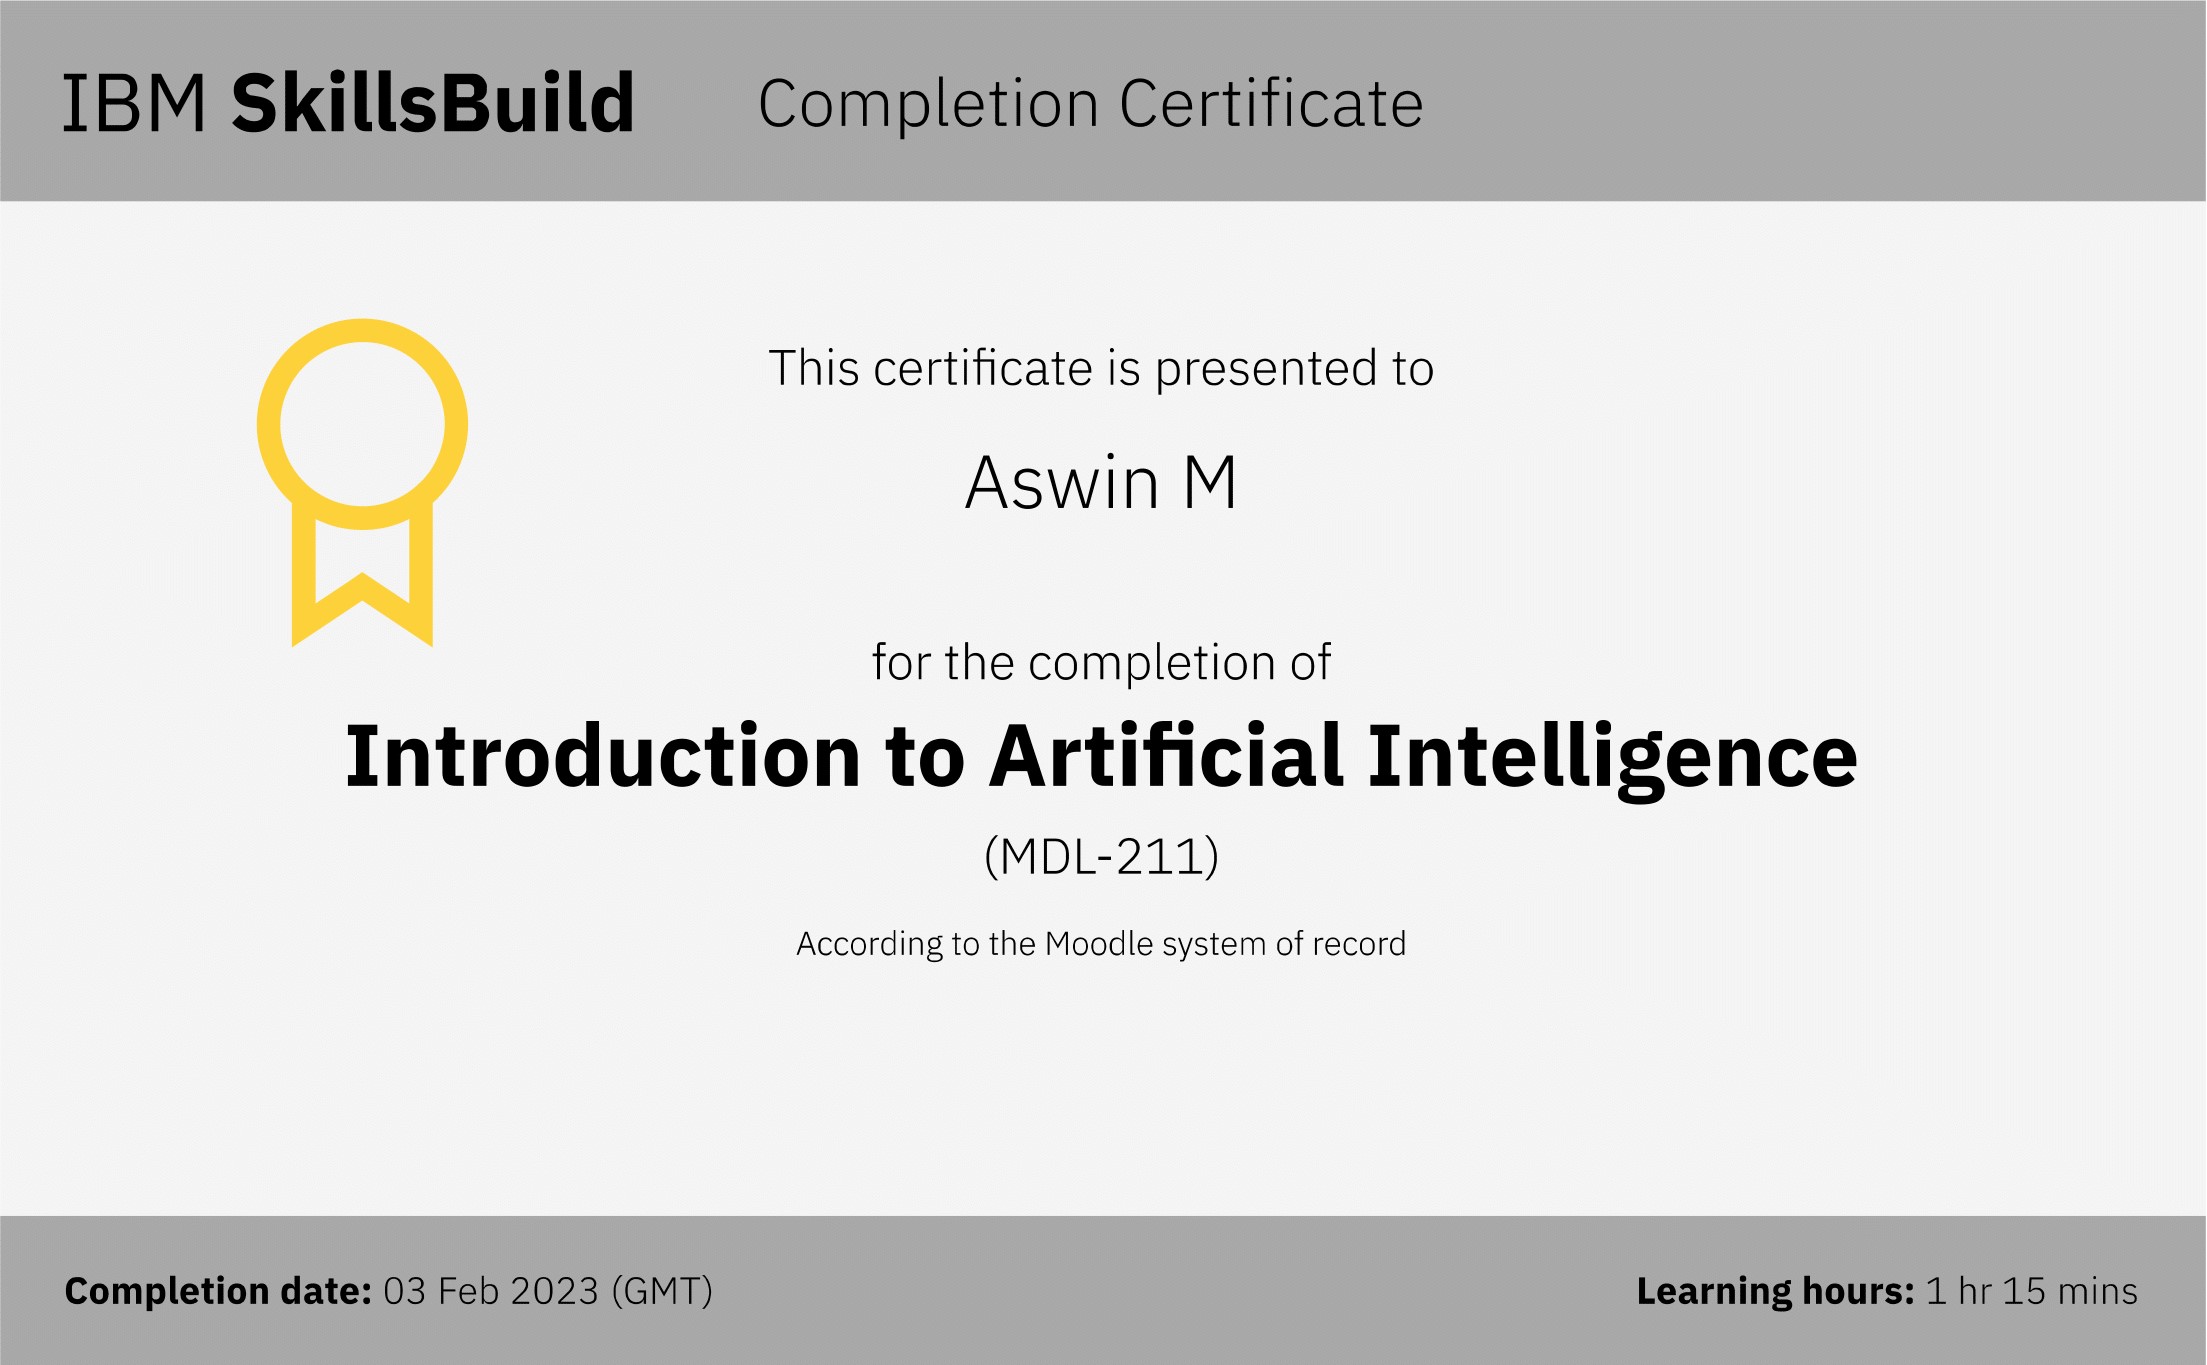 IBM SkillsBuild Completion Certificate
This certificate is presented to
Aswin M
for the completion of
Introduction to Artificial Intelligence
(MDL-211)
According to the Moodle system of record
Completion date: 03 Feb 2023 (GMT) Learning hours: 1 hr 15 mins